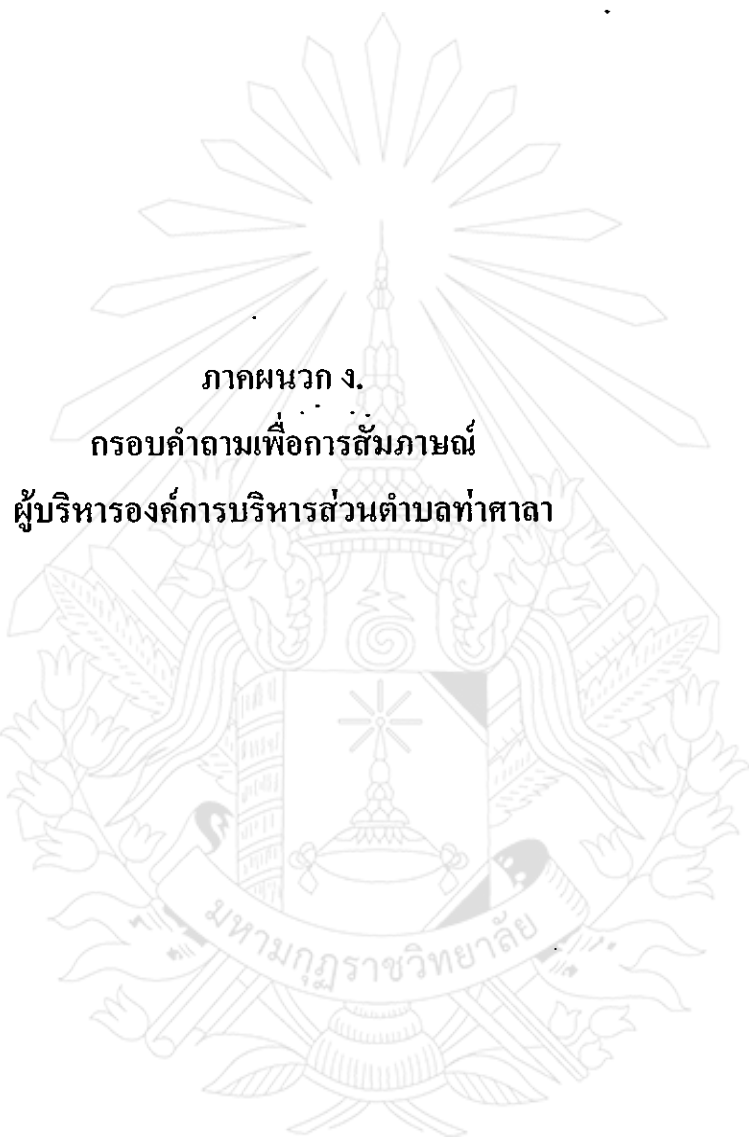 ภาคผนวก ง.
กรอบคำถามเพื่อการสัมภาษณ์
ผู้บริหารองค์การบริหารส่วนตำบลท่าศาลา
มหามกุฏราชวิทยาลัย